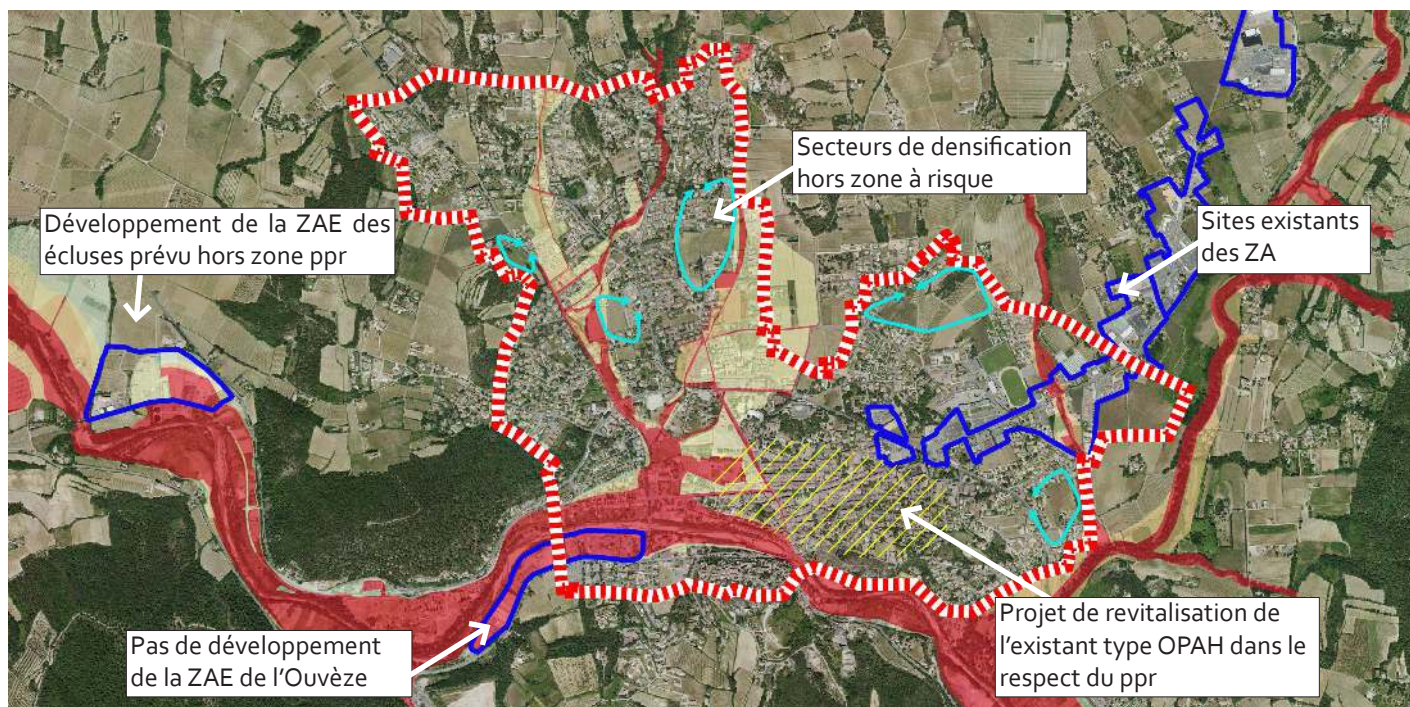 Secteurs de densification
hors zone à risque
Développement de la ZAE des
écluses prévu hors zone ppr
Sites existants
des ZA
Pas de développement
de la ZAE de l'Ouvèze
Projet de revitalisation de
l'existant type OPAH dans le
respect du ppr